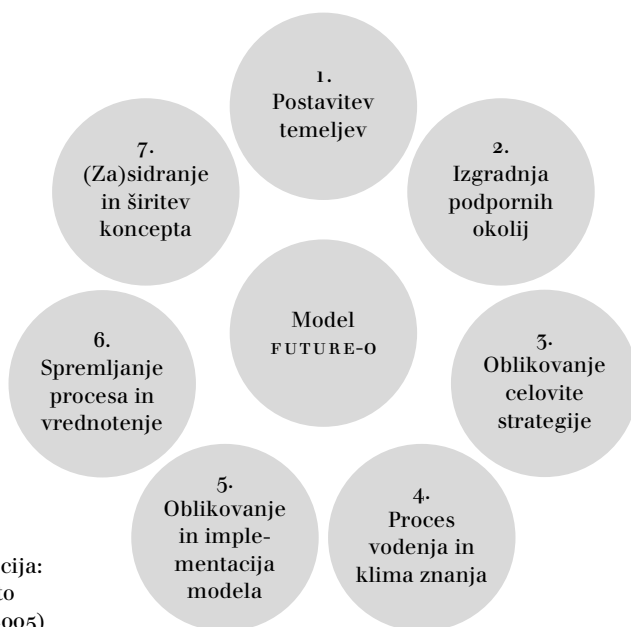 1.
Postavitev
temeljev
2.
Izgradnja
podpornih
okolij
3.
Oblikovanje
celovite
strategije
4.
Proces
vodenja in
klima znanja
5.
Oblikovanje
in imple-
mentacija
modela
6.
Spremljanje
procesa in
vrednotenje
7.
(Za)sidranje
in širitev
koncepta
Model
FUTURE-O